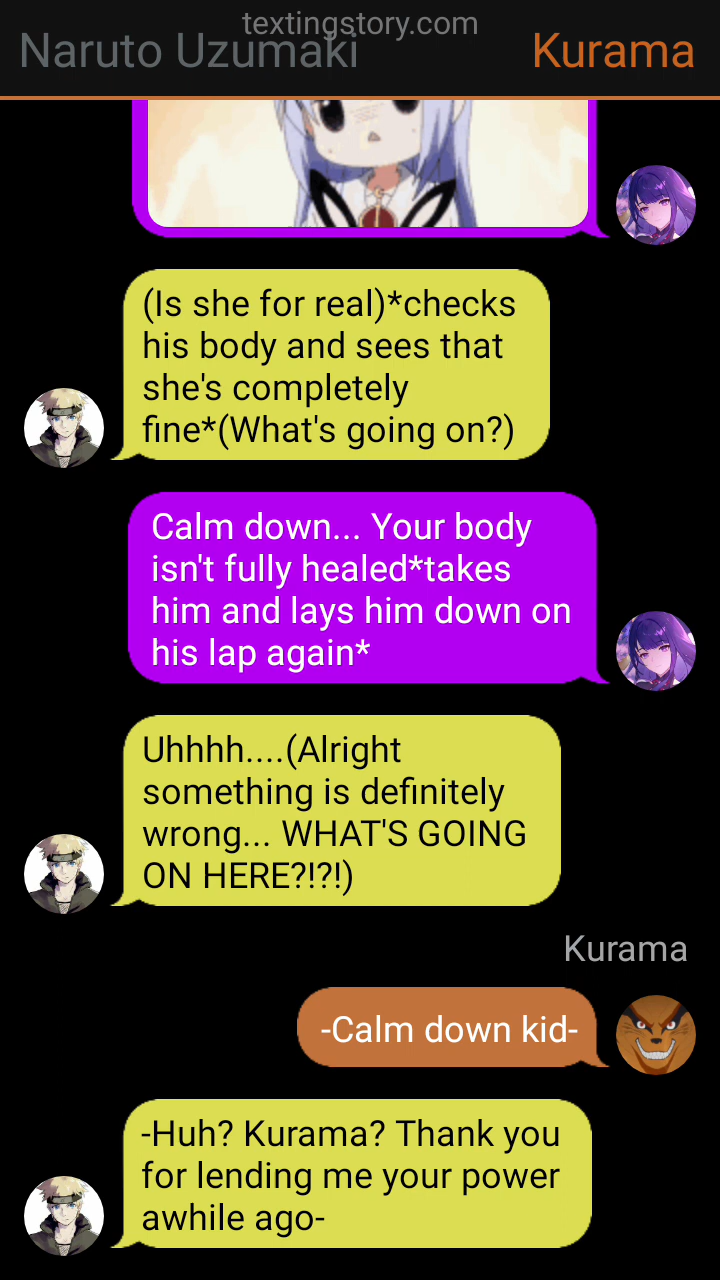 textingstory.com
Naruto Uzumaki
Kurama
(Is she for real)*checks
his body and sees that
she's completely
fine*(What's going on?)
Calm down... Your body
isn't fully healed*takes
him and lays him down on
his lap again*
Uhhhh....(Alright
something is definitely
wrong... WHAT'S GOING
ON HERE?!?!)
Kurama
-Calm down kid-
-Huh? Kurama? Thank you
for lending me your power
awhile ago-